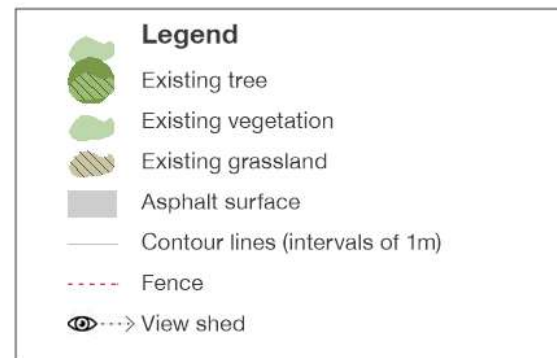 Legend
Existing tree
Existing vegetation
Existing grassland
Asphalt surface
Contour lines (intervals of 1m)
Fence
View shed